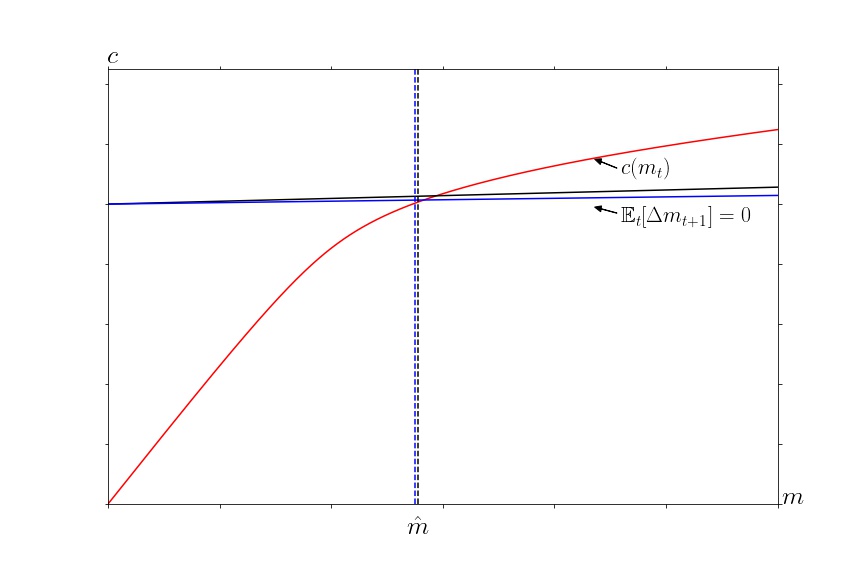 c
c(m_t)
𝔼_t[Δm_{t+1}] = 0
m
m̂